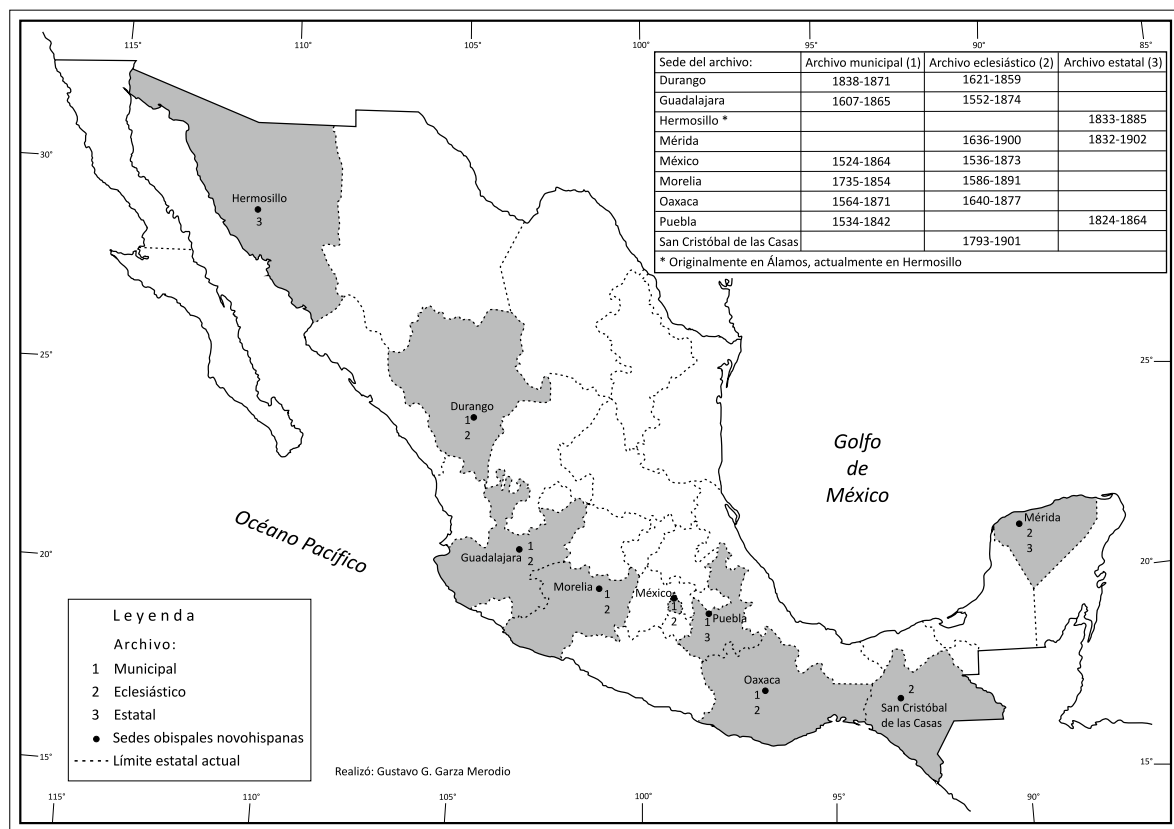 115° 110° 105° 100° 95° 90° 85°
Sede del archivo: Archivo municipal (1) Archivo eclesiástico (2) Archivo estatal (3)
Durango 1838-1871 1621-1859
Guadalajara 1607-1865 1552-1874
Hermosillo * 1833-1885
Mérida 1636-1900 1832-1902
México 1524-1864 1536-1873
Morelia 1735-1854 1586-1891
Oaxaca 1564-1871 1640-1877
Puebla 1534-1842 1824-1864
San Cristóbal de las Casas 1793-1901
* Originalmente en Álamos, actualmente en Hermosillo
30°
Hermosillo
3
25° 25°
Durango
1
2
Golfo
de
México
Océano Pacífico
20° 20°
Mérida
2
3
Guadalajara
1
2
Morelia
1
2
México
1
2
Puebla
1
3
Oaxaca
1
2
2
San Cristóbal
de las Casas
15° 15°
Leyenda
Archivo:
1 Municipal
2 Eclesiástico
3 Estatal
Sedes obispales novohispanas
Límite estatal actual
Realizó: Gustavo G. Garza Merodio
115° 110° 105° 100° 95° 90°